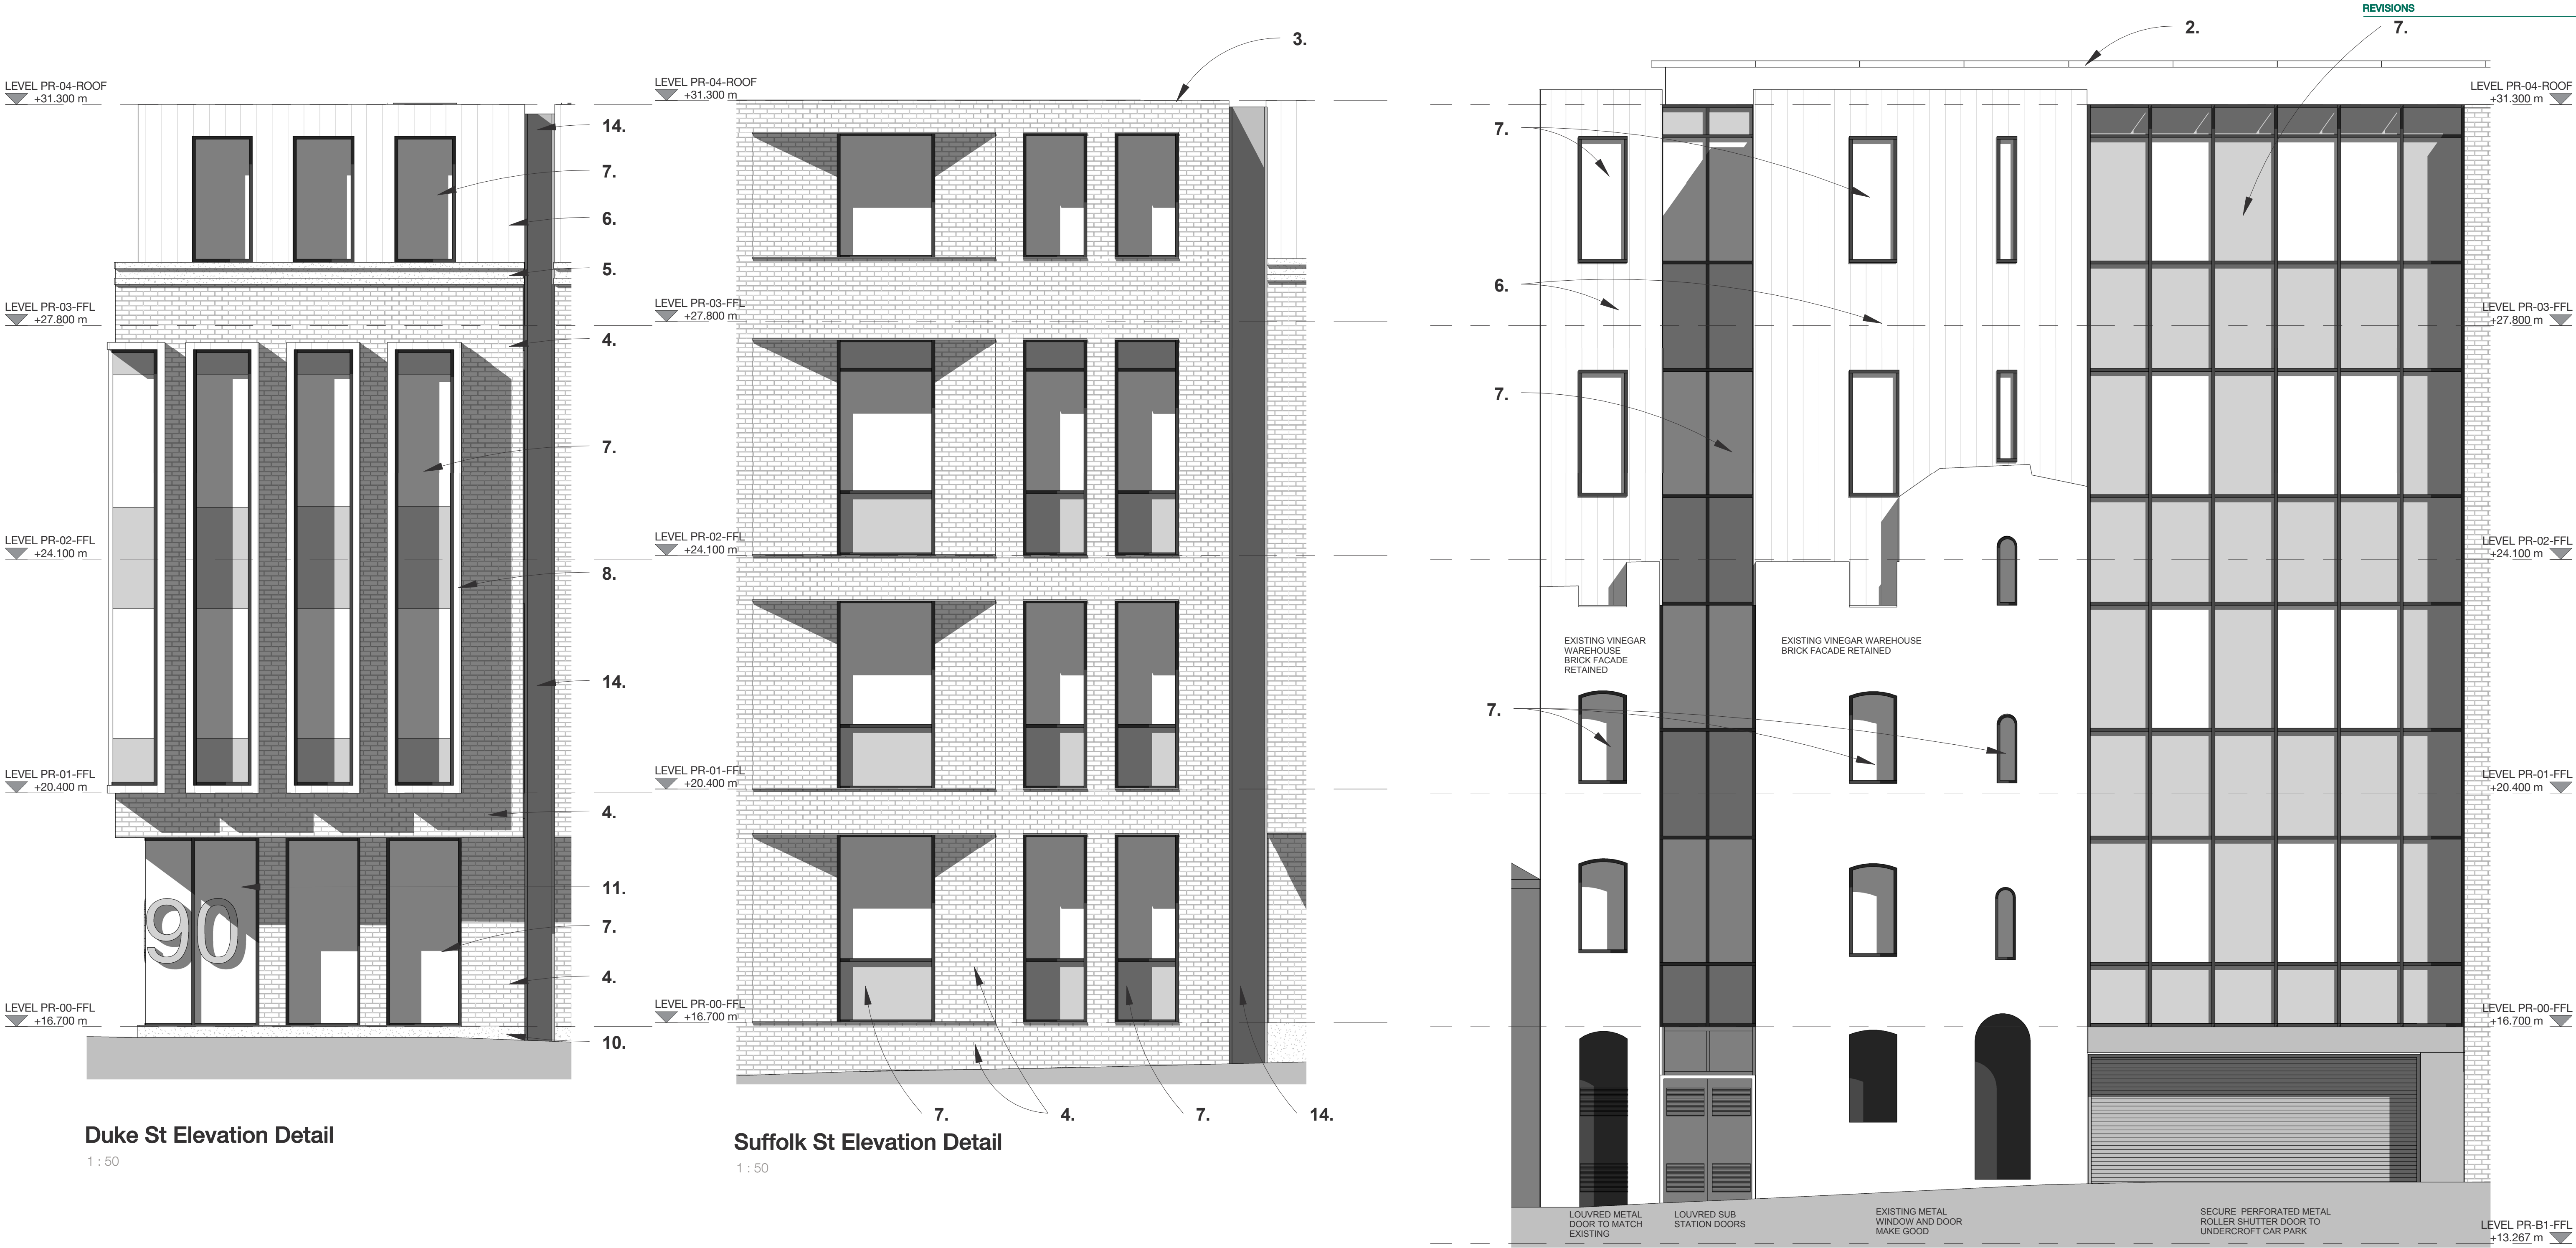 REVISIONS
LEVEL PR-04-ROOF
+31.300 m
LEVEL PR-03-FFL
+27.800 m
LEVEL PR-02-FFL
+24.100 m
LEVEL PR-01-FFL
+20.400 m
LEVEL PR-00-FFL
+16.700 m
90
14.
7.
6.
5.
4.
7.
8.
14.
4.
11.
7.
4.
10.
Duke St Elevation Detail
1 : 50
LEVEL PR-04-ROOF
+31.300 m
LEVEL PR-03-FFL
+27.800 m
LEVEL PR-02-FFL
+24.100 m
LEVEL PR-01-FFL
+20.400 m
LEVEL PR-00-FFL
+16.700 m
3.
7.
4.
7.
14.
Suffolk St Elevation Detail
1 : 50
2.
7.
7.
6.
7.
7.
EXISTING VINEGAR
WAREHOUSE
BRICK FACADE
RETAINED
EXISTING VINEGAR WAREHOUSE
BRICK FACADE RETAINED
LOUVRED METAL
DOOR TO MATCH
EXISTING
LOUVRED SUB
STATION DOORS
EXISTING METAL
WINDOW AND DOOR
MAKE GOOD
SECURE PERFORATED METAL
ROLLER SHUTTER DOOR TO
UNDERCROFT CAR PARK
LEVEL PR-04-ROOF
+31.300 m
LEVEL PR-03-FFL
+27.800 m
LEVEL PR-02-FFL
+24.100 m
LEVEL PR-01-FFL
+20.400 m
LEVEL PR-00-FFL
+16.700 m
LEVEL PR-B1-FFL
+13.267 m